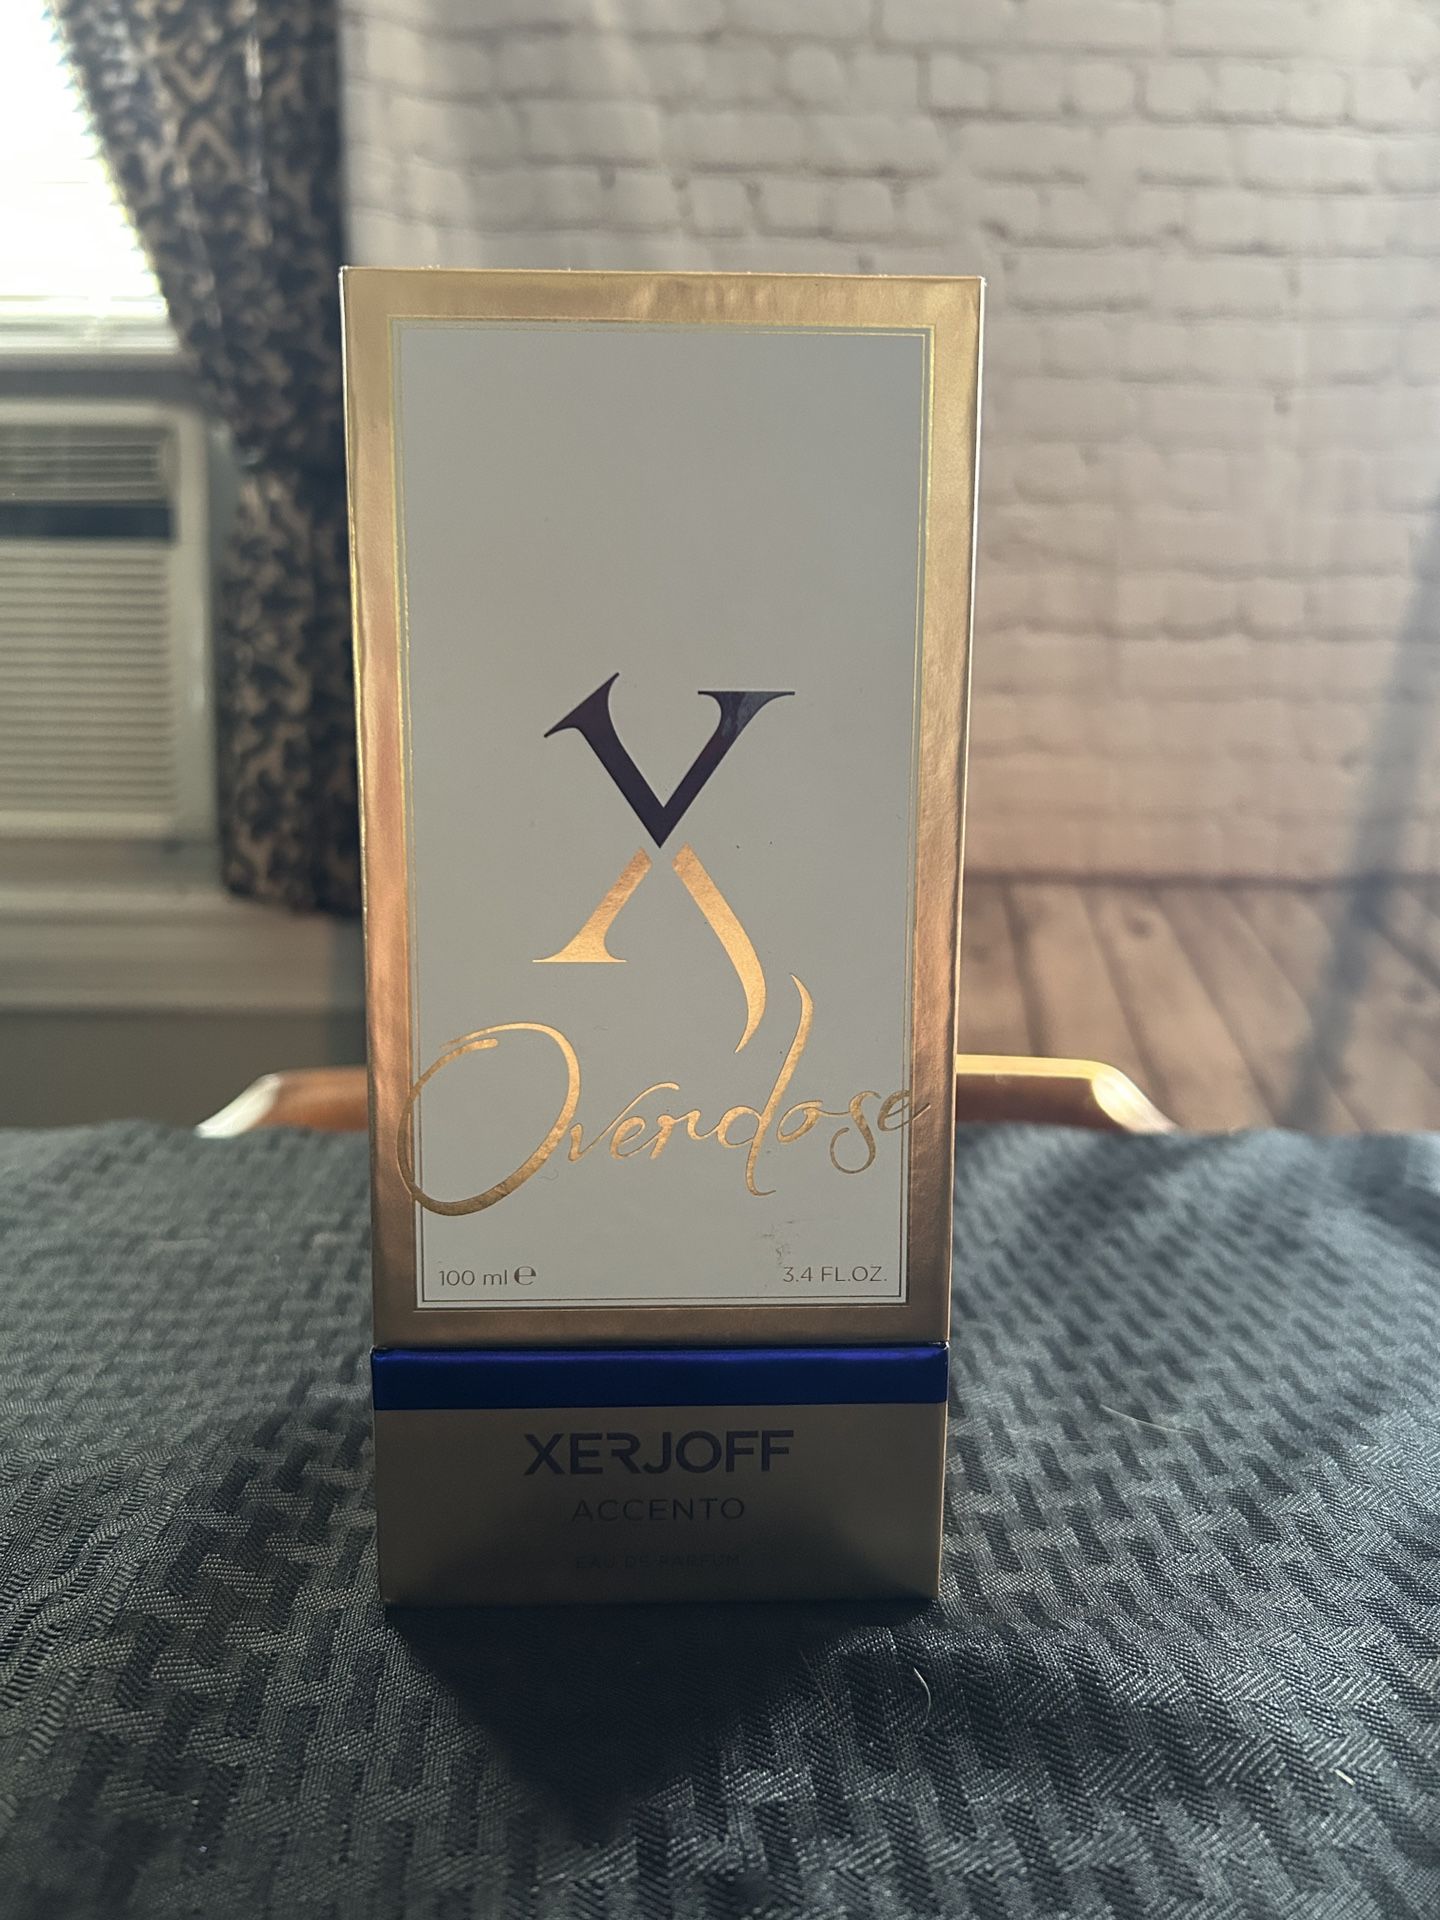 X
Overdose
100 ml ℮ 3.4 FL.OZ.
XERJOFF
ACCENTO
EAU DE PARFUM